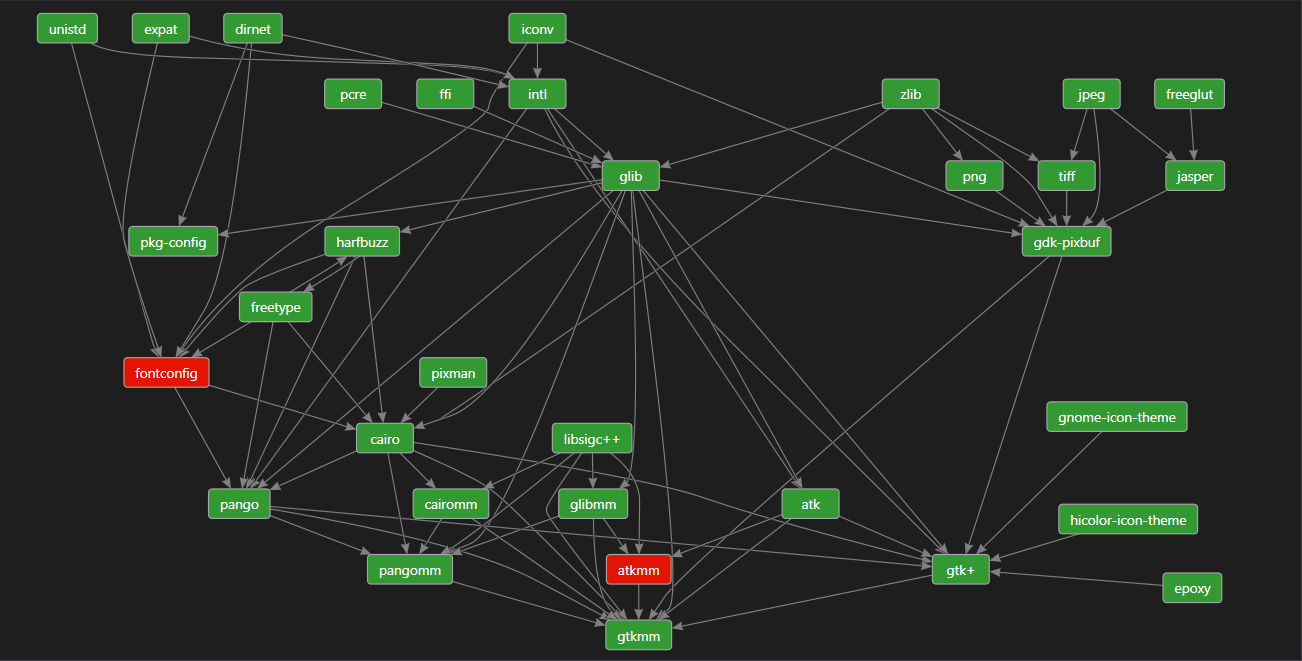 unistd
expat
dirnet
iconv
pcre
ffi
intl
zlib
jpeg
freeglut
glib
png
tiff
jasper
pkg-config
harfbuzz
gdk-pixbuf
freetype
fontconfig
pixman
gnome-icon-theme
cairo
libsigc++
pango
cairomm
glibmm
atk
hicolor-icon-theme
pangomm
atkmm
gtk+
epoxy
gtkmm